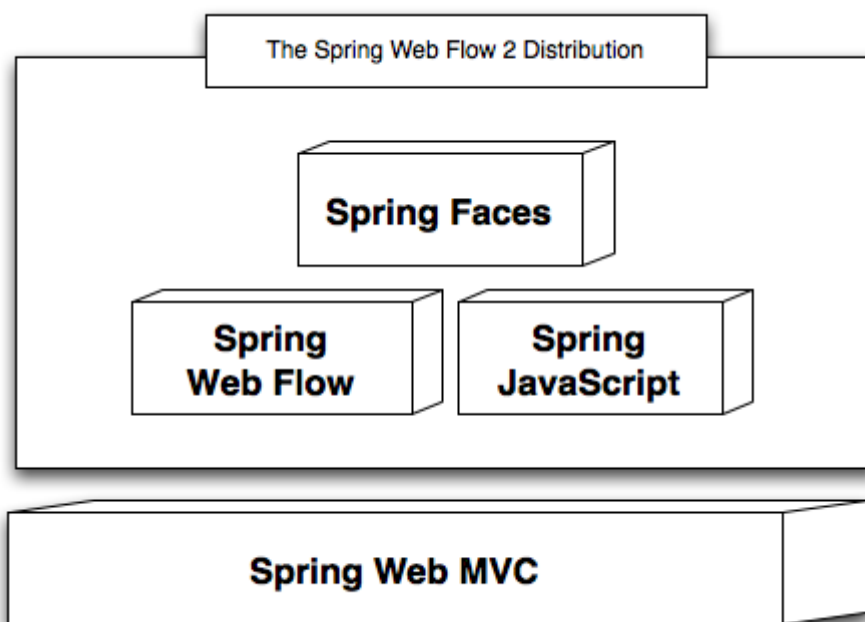 The Spring Web Flow 2 Distribution
Spring Faces
Spring
Web Flow
Spring
JavaScript
Spring Web MVC